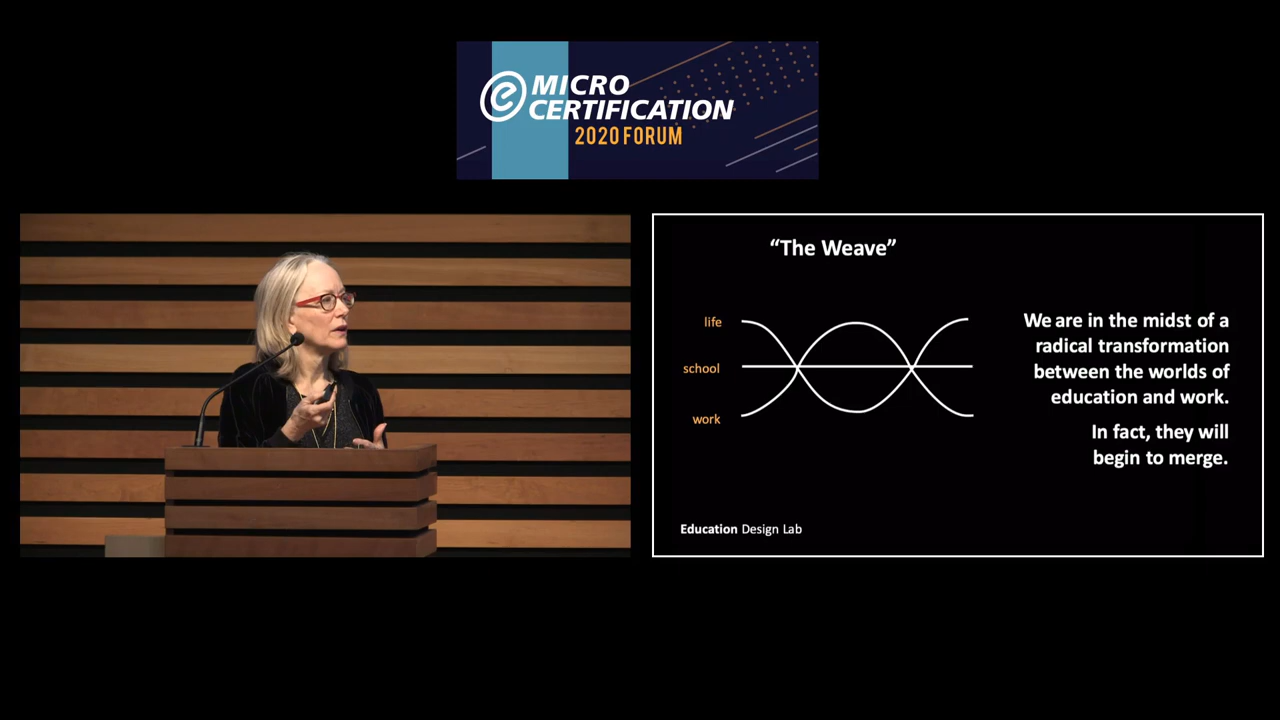 e MICRO
CERTIFICATION
2020 FORUM
“The Weave”
life
school
work
We are in the midst of a
radical transformation
between the worlds of
education and work.
In fact, they will
begin to merge.
Education Design Lab